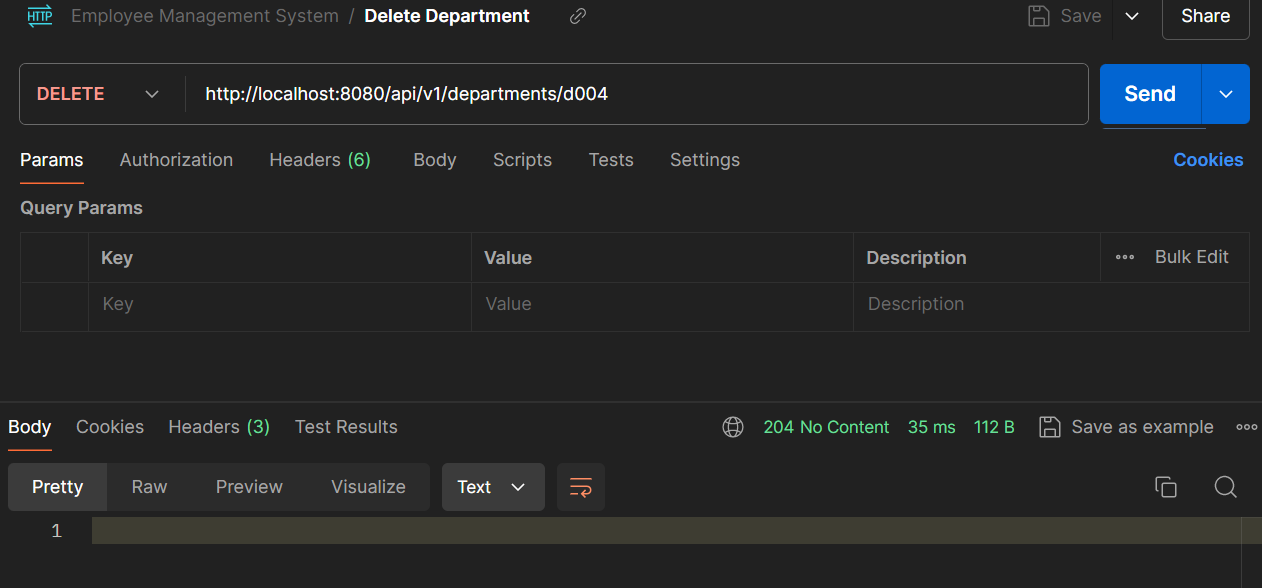 HTTP Employee Management System / Delete Department Save Share
DELETE http://localhost:8080/api/v1/departments/d004 Send
Params Authorization Headers (6) Body Scripts Tests Settings Cookies
Query Params
Key Value Description Bulk Edit
Key Value Description
Body Cookies Headers (3) Test Results 204 No Content 35 ms 112 B Save as example
Pretty Raw Preview Visualize Text
1